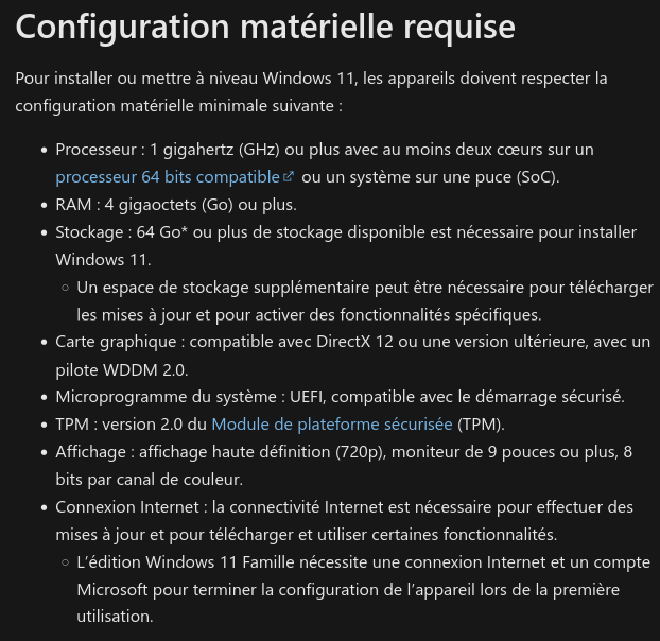 Configuration matérielle requise
Pour installer ou mettre à niveau Windows 11, les appareils doivent respecter la
configuration matérielle minimale suivante :
• Processeur : 1 gigahertz (GHz) ou plus avec au moins deux cœurs sur un
processeur 64 bits compatible ou un système sur une puce (SoC).
• RAM : 4 gigaoctets (Go) ou plus.
• Stockage : 64 Go* ou plus de stockage disponible est nécessaire pour installer
Windows 11.
○ Un espace de stockage supplémentaire peut être nécessaire pour télécharger
les mises à jour et pour activer des fonctionnalités spécifiques.
• Carte graphique : compatible avec DirectX 12 ou une version ultérieure, avec un
pilote WDDM 2.0.
• Microprogramme du système : UEFI, compatible avec le démarrage sécurisé.
• TPM : version 2.0 du Module de plateforme sécurisée (TPM).
• Affichage : affichage haute définition (720p), moniteur de 9 pouces ou plus, 8
bits par canal de couleur.
• Connexion Internet : la connectivité Internet est nécessaire pour effectuer des
mises à jour et pour télécharger et utiliser certaines fonctionnalités.
○ L'édition Windows 11 Famille nécessite une connexion Internet et un compte
Microsoft pour terminer la configuration de l'appareil lors de la première
utilisation.